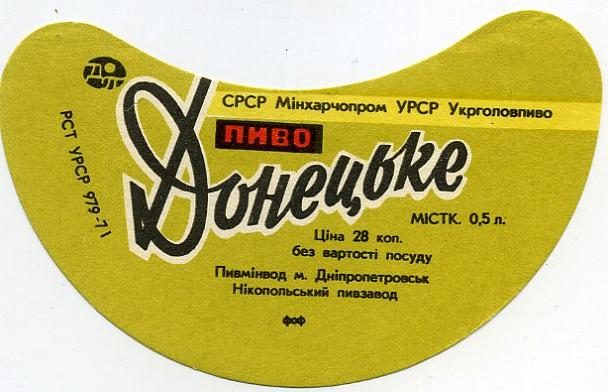 СРСР Мінхарчопром УРСР Укрголовпиво
ПИВО
Донецьке
РСТ УРСР 979-71
МІСТК. 0,5 л.
Ціна 28 коп.
без вартості посуду
Пивмінвод м. Дніпропетровськ
Нікопольський пивзавод
фоф